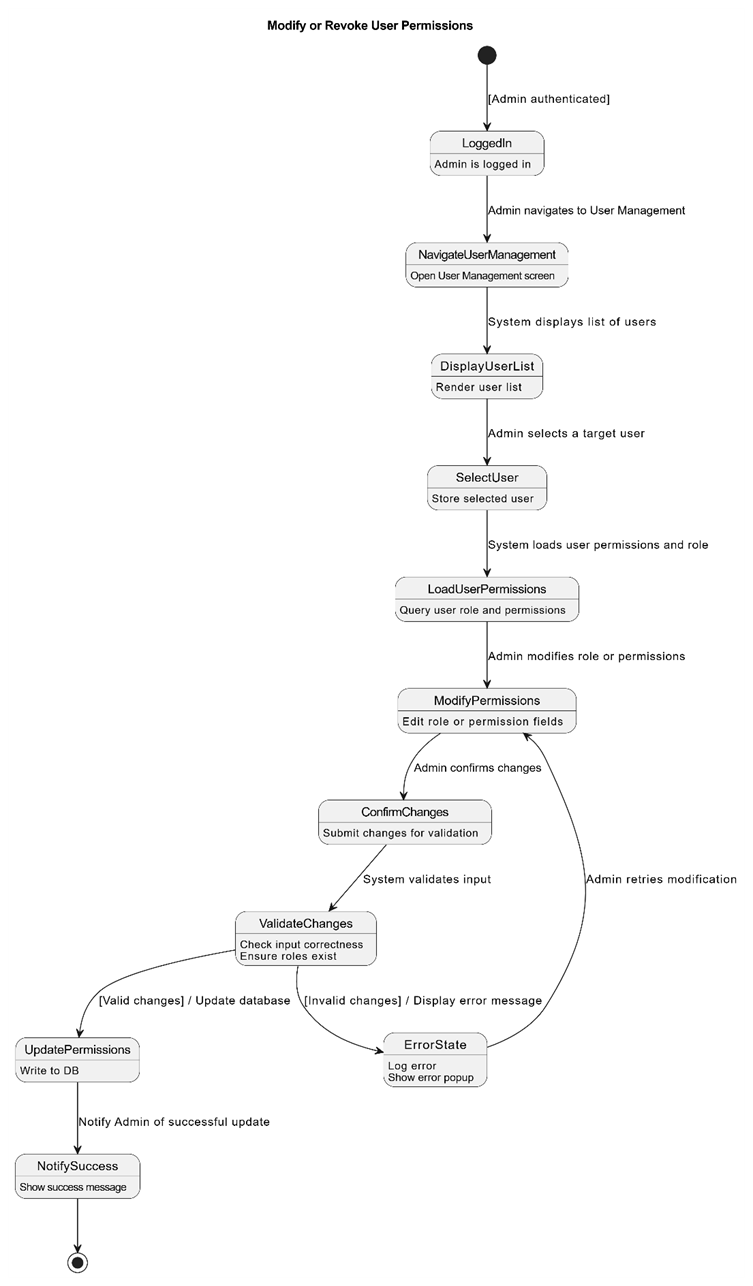 Modify or Revoke User Permissions
[Admin authenticated]
LoggedIn
Admin is logged in
Admin navigates to User Management
NavigateUserManagement
Open User Management screen
System displays list of users
DisplayUserList
Render user list
Admin selects a target user
SelectUser
Store selected user
System loads user permissions and role
LoadUserPermissions
Query user role and permissions
Admin modifies role or permissions
ModifyPermissions
Edit role or permission fields
Admin confirms changes
ConfirmChanges
Submit changes for validation
System validates input
Admin retries modification
ValidateChanges
Check input correctness
Ensure roles exist
[Valid changes] / Update database
[Invalid changes] / Display error message
UpdatePermissions
Write to DB
ErrorState
Log error
Show error popup
Notify Admin of successful update
NotifySuccess
Show success message